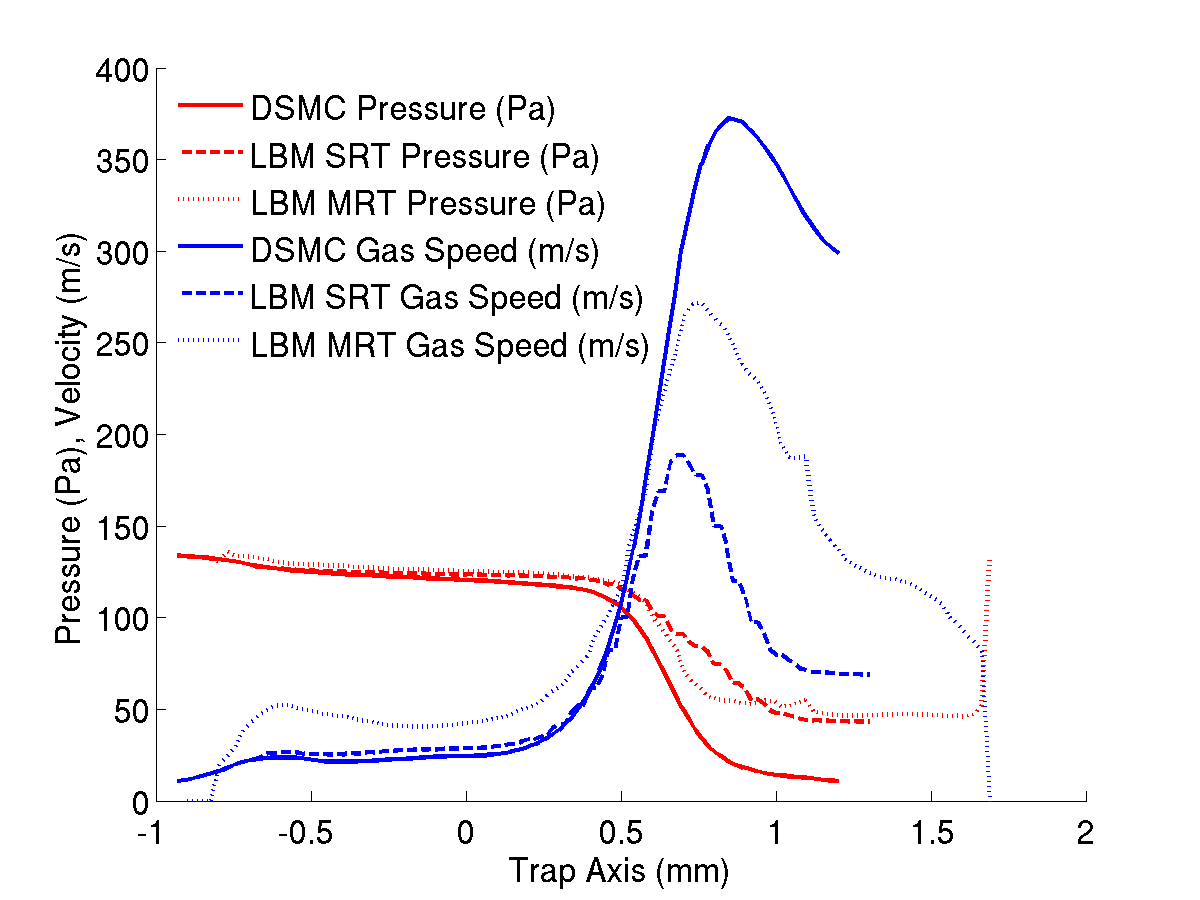 400
350
300
250
200
150
100
50
0
-1
-0.5
0
0.5
1
1.5
2
Pressure (Pa), Velocity (m/s)
Trap Axis (mm)
DSMC Pressure (Pa)
LBM SRT Pressure (Pa)
LBM MRT Pressure (Pa)
DSMC Gas Speed (m/s)
LBM SRT Gas Speed (m/s)
LBM MRT Gas Speed (m/s)